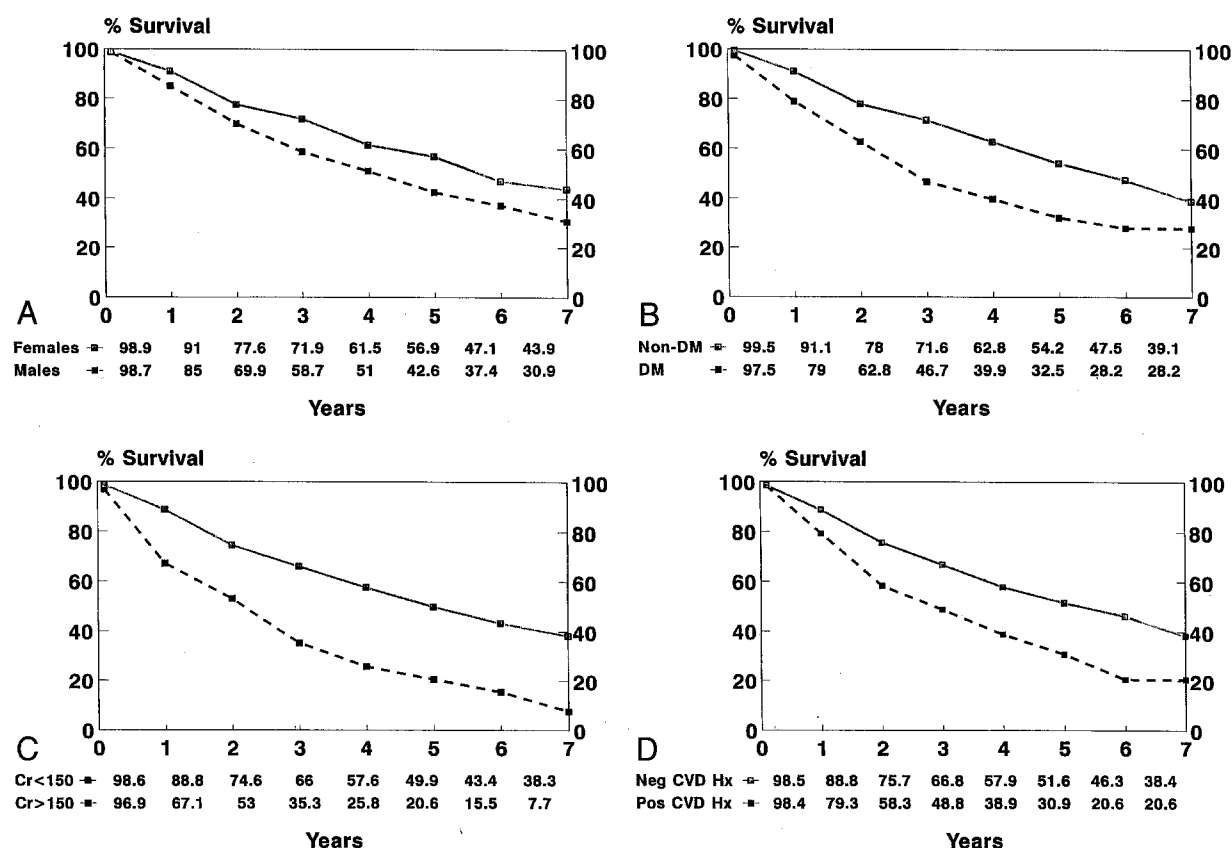 % Survival
100
80
60
40
20
0
100
80
60
40
20
0
A
0 1 2 3 4 5 6 7
Females 98.9 91 77.6 71.9 61.5 56.9 47.1 43.9
Males 98.7 85 69.9 58.7 51 42.6 37.4 30.9
Years
% Survival
100
80
60
40
20
0
100
80
60
40
20
0
B
0 1 2 3 4 5 6 7
Non-DM 99.5 91.1 78 71.6 62.8 54.2 47.5 39.1
DM 97.5 79 62.8 46.7 39.9 32.5 28.2 28.2
Years
% Survival
100
80
60
40
20
0
100
80
60
40
20
0
C
0 1 2 3 4 5 6 7
Cr<150 98.6 88.8 74.6 66 57.6 49.9 43.4 38.3
Cr>150 96.9 67.1 53 35.3 25.8 20.6 15.5 7.7
Years
% Survival
100
80
60
40
20
0
100
80
60
40
20
0
D
0 1 2 3 4 5 6 7
Neg CVD Hx 98.5 88.8 75.7 66.8 57.9 51.6 46.3 38.4
Pos CVD Hx 98.4 79.3 58.3 48.8 38.9 30.9 20.6 20.6
Years